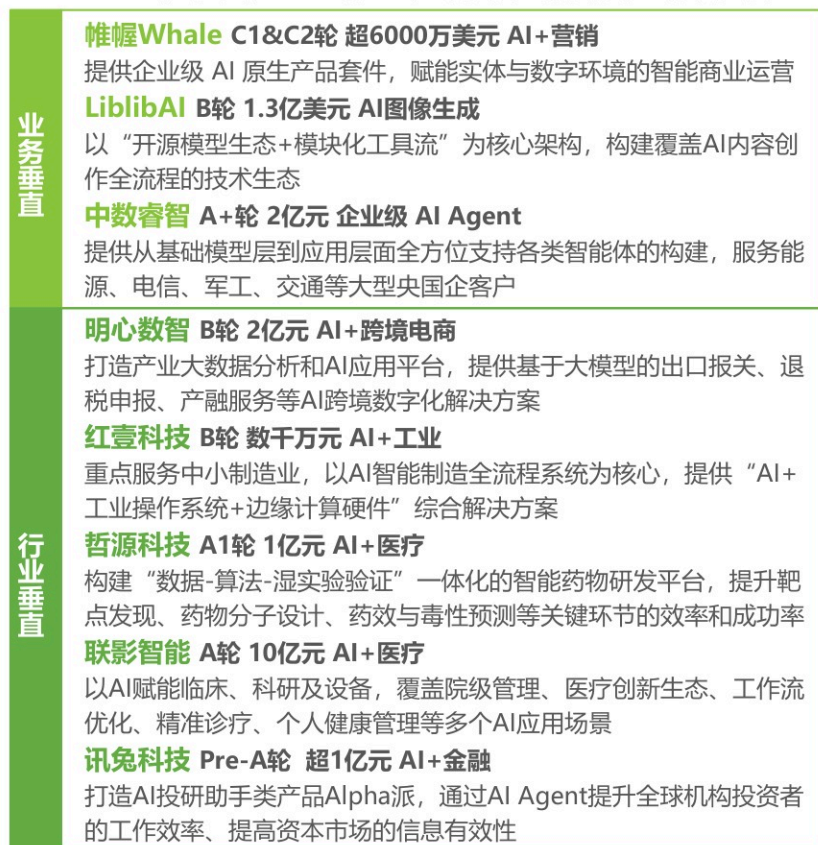 业务垂直
帷幄Whale C1&C2轮 超6000万美元 AI+营销
提供企业级 AI 原生产品套件，赋能实体与数字环境的智能商业运营
LiblibAI B轮 1.3亿美元 AI图像生成
以“开源模型生态+模块化工具流”为核心架构，构建覆盖AI内容创
作全流程的技术生态
中数睿智 A+轮 2亿元 企业级 AI Agent
提供从基础模型层到应用层面全方位支持各类智能体的构建，服务能
源、电信、军工、交通等大型央国企客户
行业垂直
明心数智 B轮 2亿元 AI+跨境电商
打造产业大数据分析和AI应用平台，提供基于大模型的出口报关、退
税申报、产融服务等AI跨境数字化解决方案
红壹科技 B轮 数千万元 AI+工业
重点服务中小制造业，以AI智能制造全流程系统为核心，提供“AI+
工业操作系统+边缘计算硬件”综合解决方案
哲源科技 A1轮 1亿元 AI+医疗
构建“数据-算法-湿实验验证”一体化的智能药物研发平台，提升靶
点发现、药物分子设计、药效与毒性预测等关键环节的效率和成功率
联影智能 A轮 10亿元 AI+医疗
以AI赋能临床、科研及设备，覆盖院级管理、医疗创新生态、工作流
优化、精准诊疗、个人健康管理等多个AI应用场景
讯兔科技 Pre-A轮 超1亿元 AI+金融
打造AI投研助手类产品Alpha派，通过AI Agent提升全球机构投资者
的工作效率、提高资本市场的信息有效性